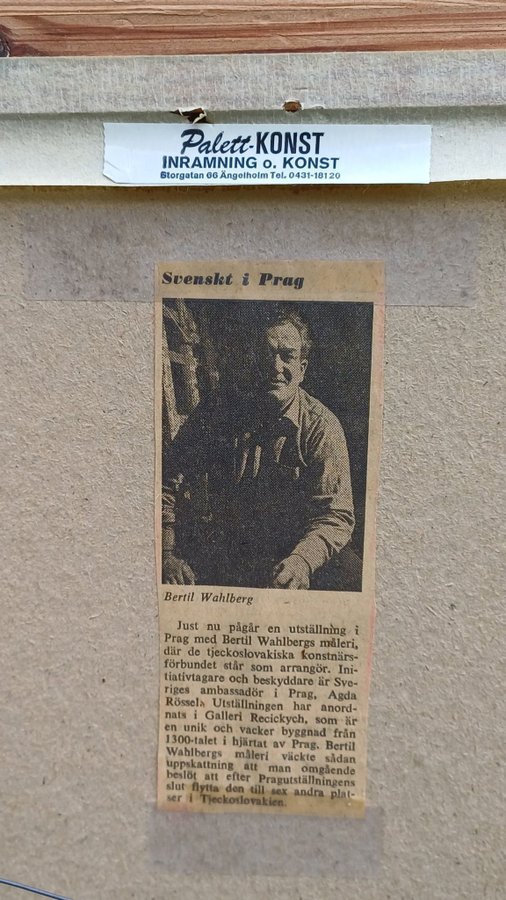 Palett-KONST
INRAMNING o. KONST
Storgatan 66 Ängelholm Tel. 0431-181 20
Svenskt i Prag
Bertil Wahlberg
Just nu pågår en utställning i
Prag med Bertil Wahlbergs måleri,
där de tjeckoslovakiska konstnärs-
förbundet står som arrangör. Ini-
itiativtagare och beskyddare är Sve-
riges ambassadör i Prag, Agda
Rössel. Utställningen har anord-
nats i Galleri Recickych, som är
en unik och vacker byggnad från
1300-talet i hjärtat av Prag. Bertil
Wahlbergs måleri väckte sådan
uppskattning att man omgående
beslöt att efter Pragutställningens
slut flytta den till sex andra plat-
ser i Tjeckoslovakien.